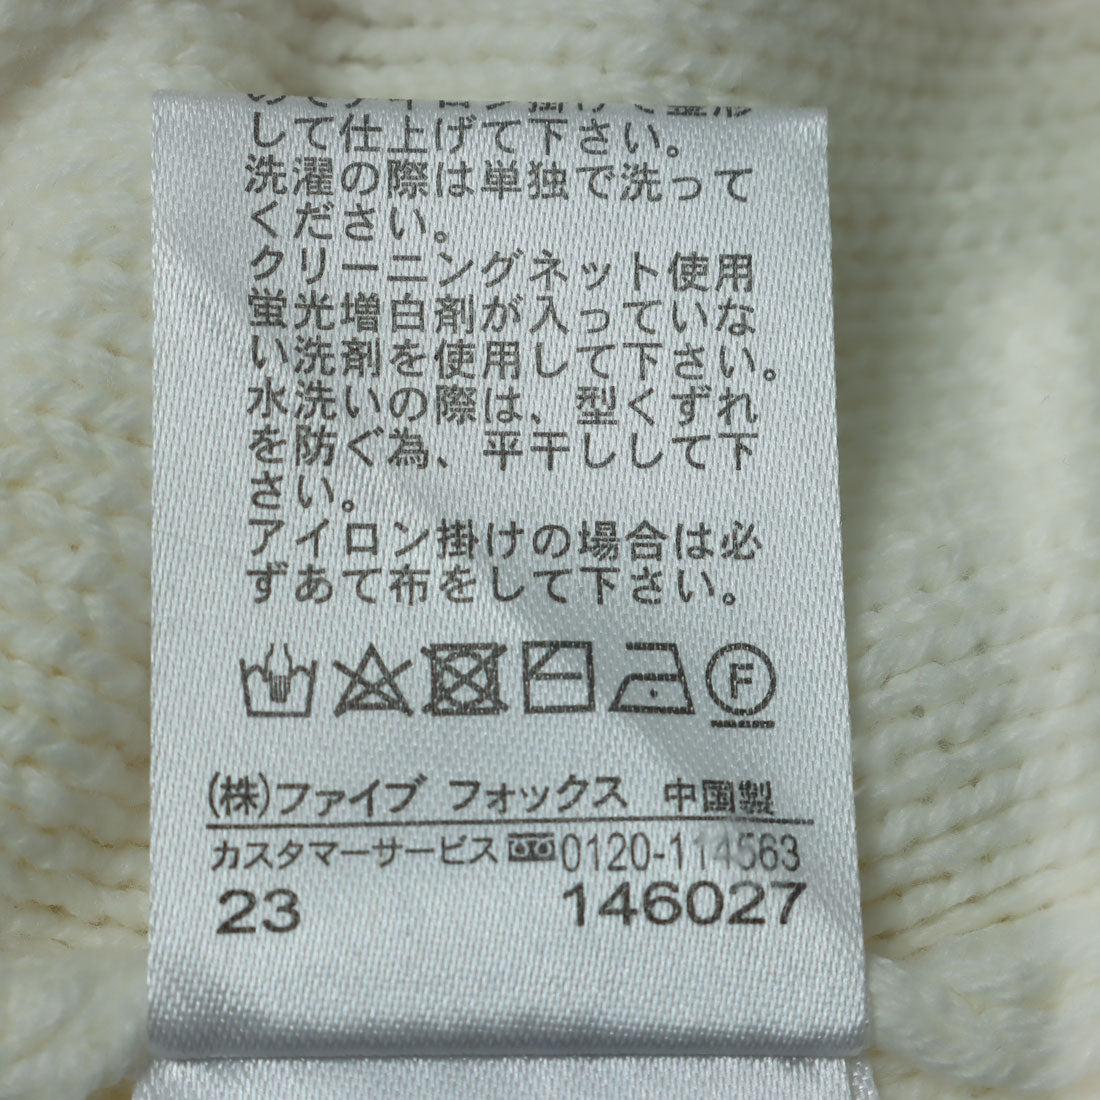 して仕上げて下さい。
洗濯の際は単独で洗って
ください。
クリーニングネット使用
蛍光増白剤が入っていな
い洗剤を使用して下さい。
水洗いの際は、型くずれ
を防ぐ為、平干しして下
さい。
アイロン掛けの場合は必
ずあて布をして下さい。
F
(株)ファイブ フォックス 中国製
カスタマーサービス 0120-114563
23 146027